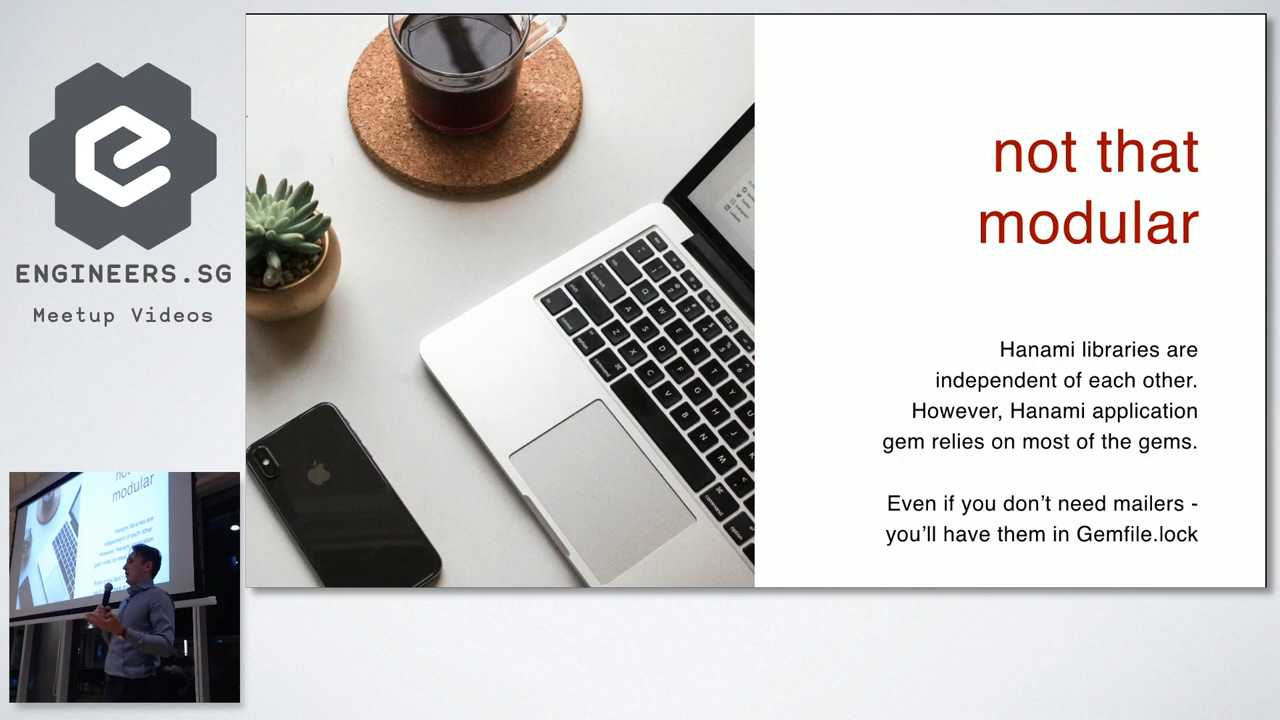 ENGINEERS.SG
Meetup Videos
not that
modular
Hanami libraries are
independent of each other.
However, Hanami application
gem relies on most of the gems.
Even if you don't need mailers -
you'll have them in Gemfile.lock